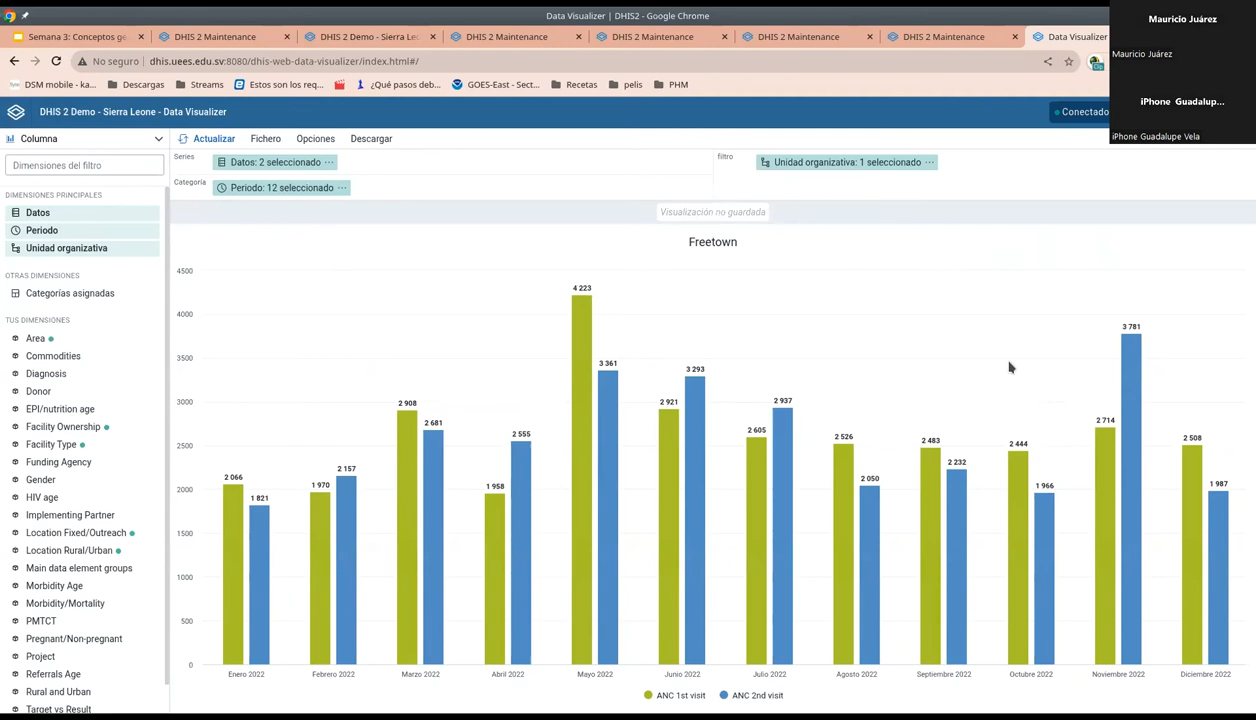 Data Visualizer | DHIS2 - Google Chrome
Semana 3: Conceptos ge
DHIS 2 Maintenance
DHIS 2 Demo - Sierra Le
DHIS 2 Maintenance
DHIS 2 Maintenance
DHIS 2 Maintenance
DHIS 2 Maintenance
Data Visualizer
No seguro
dhis.uees.edu.sv:8080/dhis-web-data-visualizer/index.html#/
DSM mobile - ka...
Descargas
Streams
Estos son los req...
¿Qué pasos deb...
GOES-East - Sect...
Recetas
pelis
PHM
Mauricio Juárez
Mauricio Juárez
iPhone Guadalup...
iPhone Guadalupe Vela
DHIS 2 Demo - Sierra Leone - Data Visualizer
Conectado
Columna
Actualizar
Fichero
Opciones
Descargar
Dimensiones del filtro
Series
Datos: 2 seleccionado ...
filtro
Unidad organizativa: 1 seleccionado ...
Categoría
Periodo: 12 seleccionado ...
DIMENSIONES PRINCIPALES
Datos
Periodo
Unidad organizativa
OTRAS DIMENSIONES
Categorías asignadas
TUS DIMENSIONES
Area
Commodities
Diagnosis
Donor
EPI/nutrition age
Facility Ownership
Facility Type
Funding Agency
Gender
HIV age
Implementing Partner
Location Fixed/Outreach
Location Rural/Urban
Main data element groups
Morbidity Age
Morbidity/Mortality
PMTCT
Pregnant/Non-pregnant
Project
Referrals Age
Rural and Urban
Target vs Result
Visualización no guardada
Freetown
4500
4000
3500
3000
2500
2000
1500
1000
500
0
2 066
1 821
1 970
2 157
2 908
2 681
1 958
2 555
4 223
3 361
2 921
3 293
2 605
2 937
2 526
2 050
2 483
2 232
2 444
1 966
2 714
3 781
2 508
1 987
Enero 2022
Febrero 2022
Marzo 2022
Abril 2022
Mayo 2022
Junio 2022
Julio 2022
Agosto 2022
Septiembre 2022
Octubre 2022
Noviembre 2022
Diciembre 2022
ANC 1st visit
ANC 2nd visit